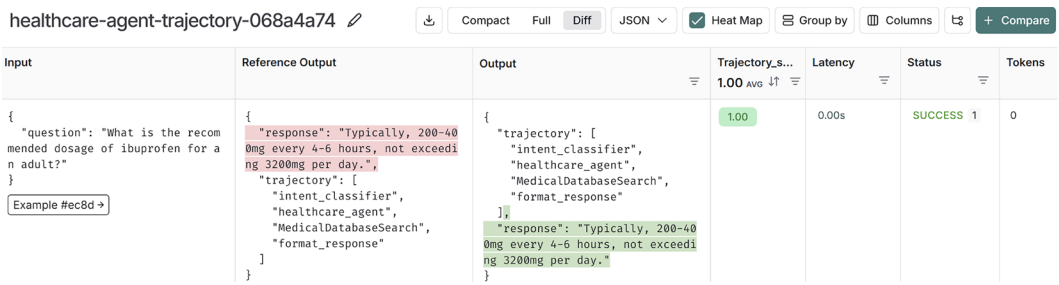 healthcare-agent-trajectory-068a4a74
Compact Full Diff JSON Heat Map Group by Columns + Compare
Input Reference Output Output Trajectory_s... Latency Status Tokens
1.00 AVG
{
"question": "What is the recom
mended dosage of ibuprofen for a
n adult?"
}
Example #ec8d →
{
"response": "Typically, 200-40
0mg every 4-6 hours, not exceedi
ng 3200mg per day.",
"trajectory": [
"intent_classifier",
"healthcare_agent",
"MedicalDatabaseSearch",
"format_response"
]
}
{
"trajectory": [
"intent_classifier",
"healthcare_agent",
"MedicalDatabaseSearch",
"format_response"
],
"response": "Typically, 200-40
0mg every 4-6 hours, not exceedi
ng 3200mg per day."
}
1.00
0.00s
SUCCESS 1
0